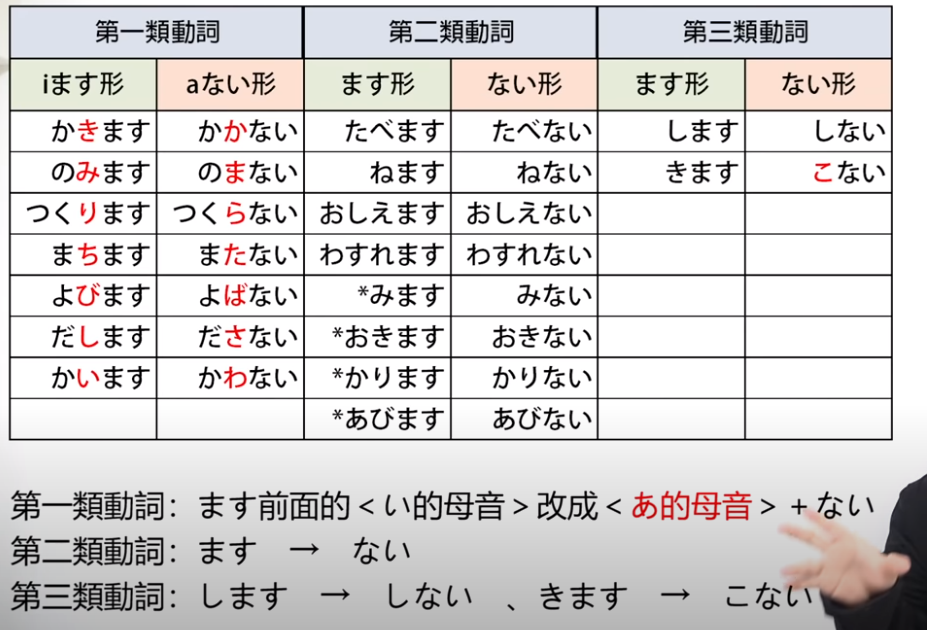 第一類動詞 第二類動詞 第三類動詞
iます形 aない形 ます形 ない形 ます形 ない形
かきます かかない たべます たべない します しない
のみます のまない ねます ねない きます こない
つくります つくらない おしえます おしえない
まちます またない わすれます わすれない
よびます よばない *みます みない
だします ださない *おきます おきない
かいます かわない *かります かりない
*あびます あびない
第一類動詞：ます前面的＜い的母音＞改成＜あ的母音＞＋ない
第二類動詞：ます → ない
第三類動詞：します → しない 、きます → こない